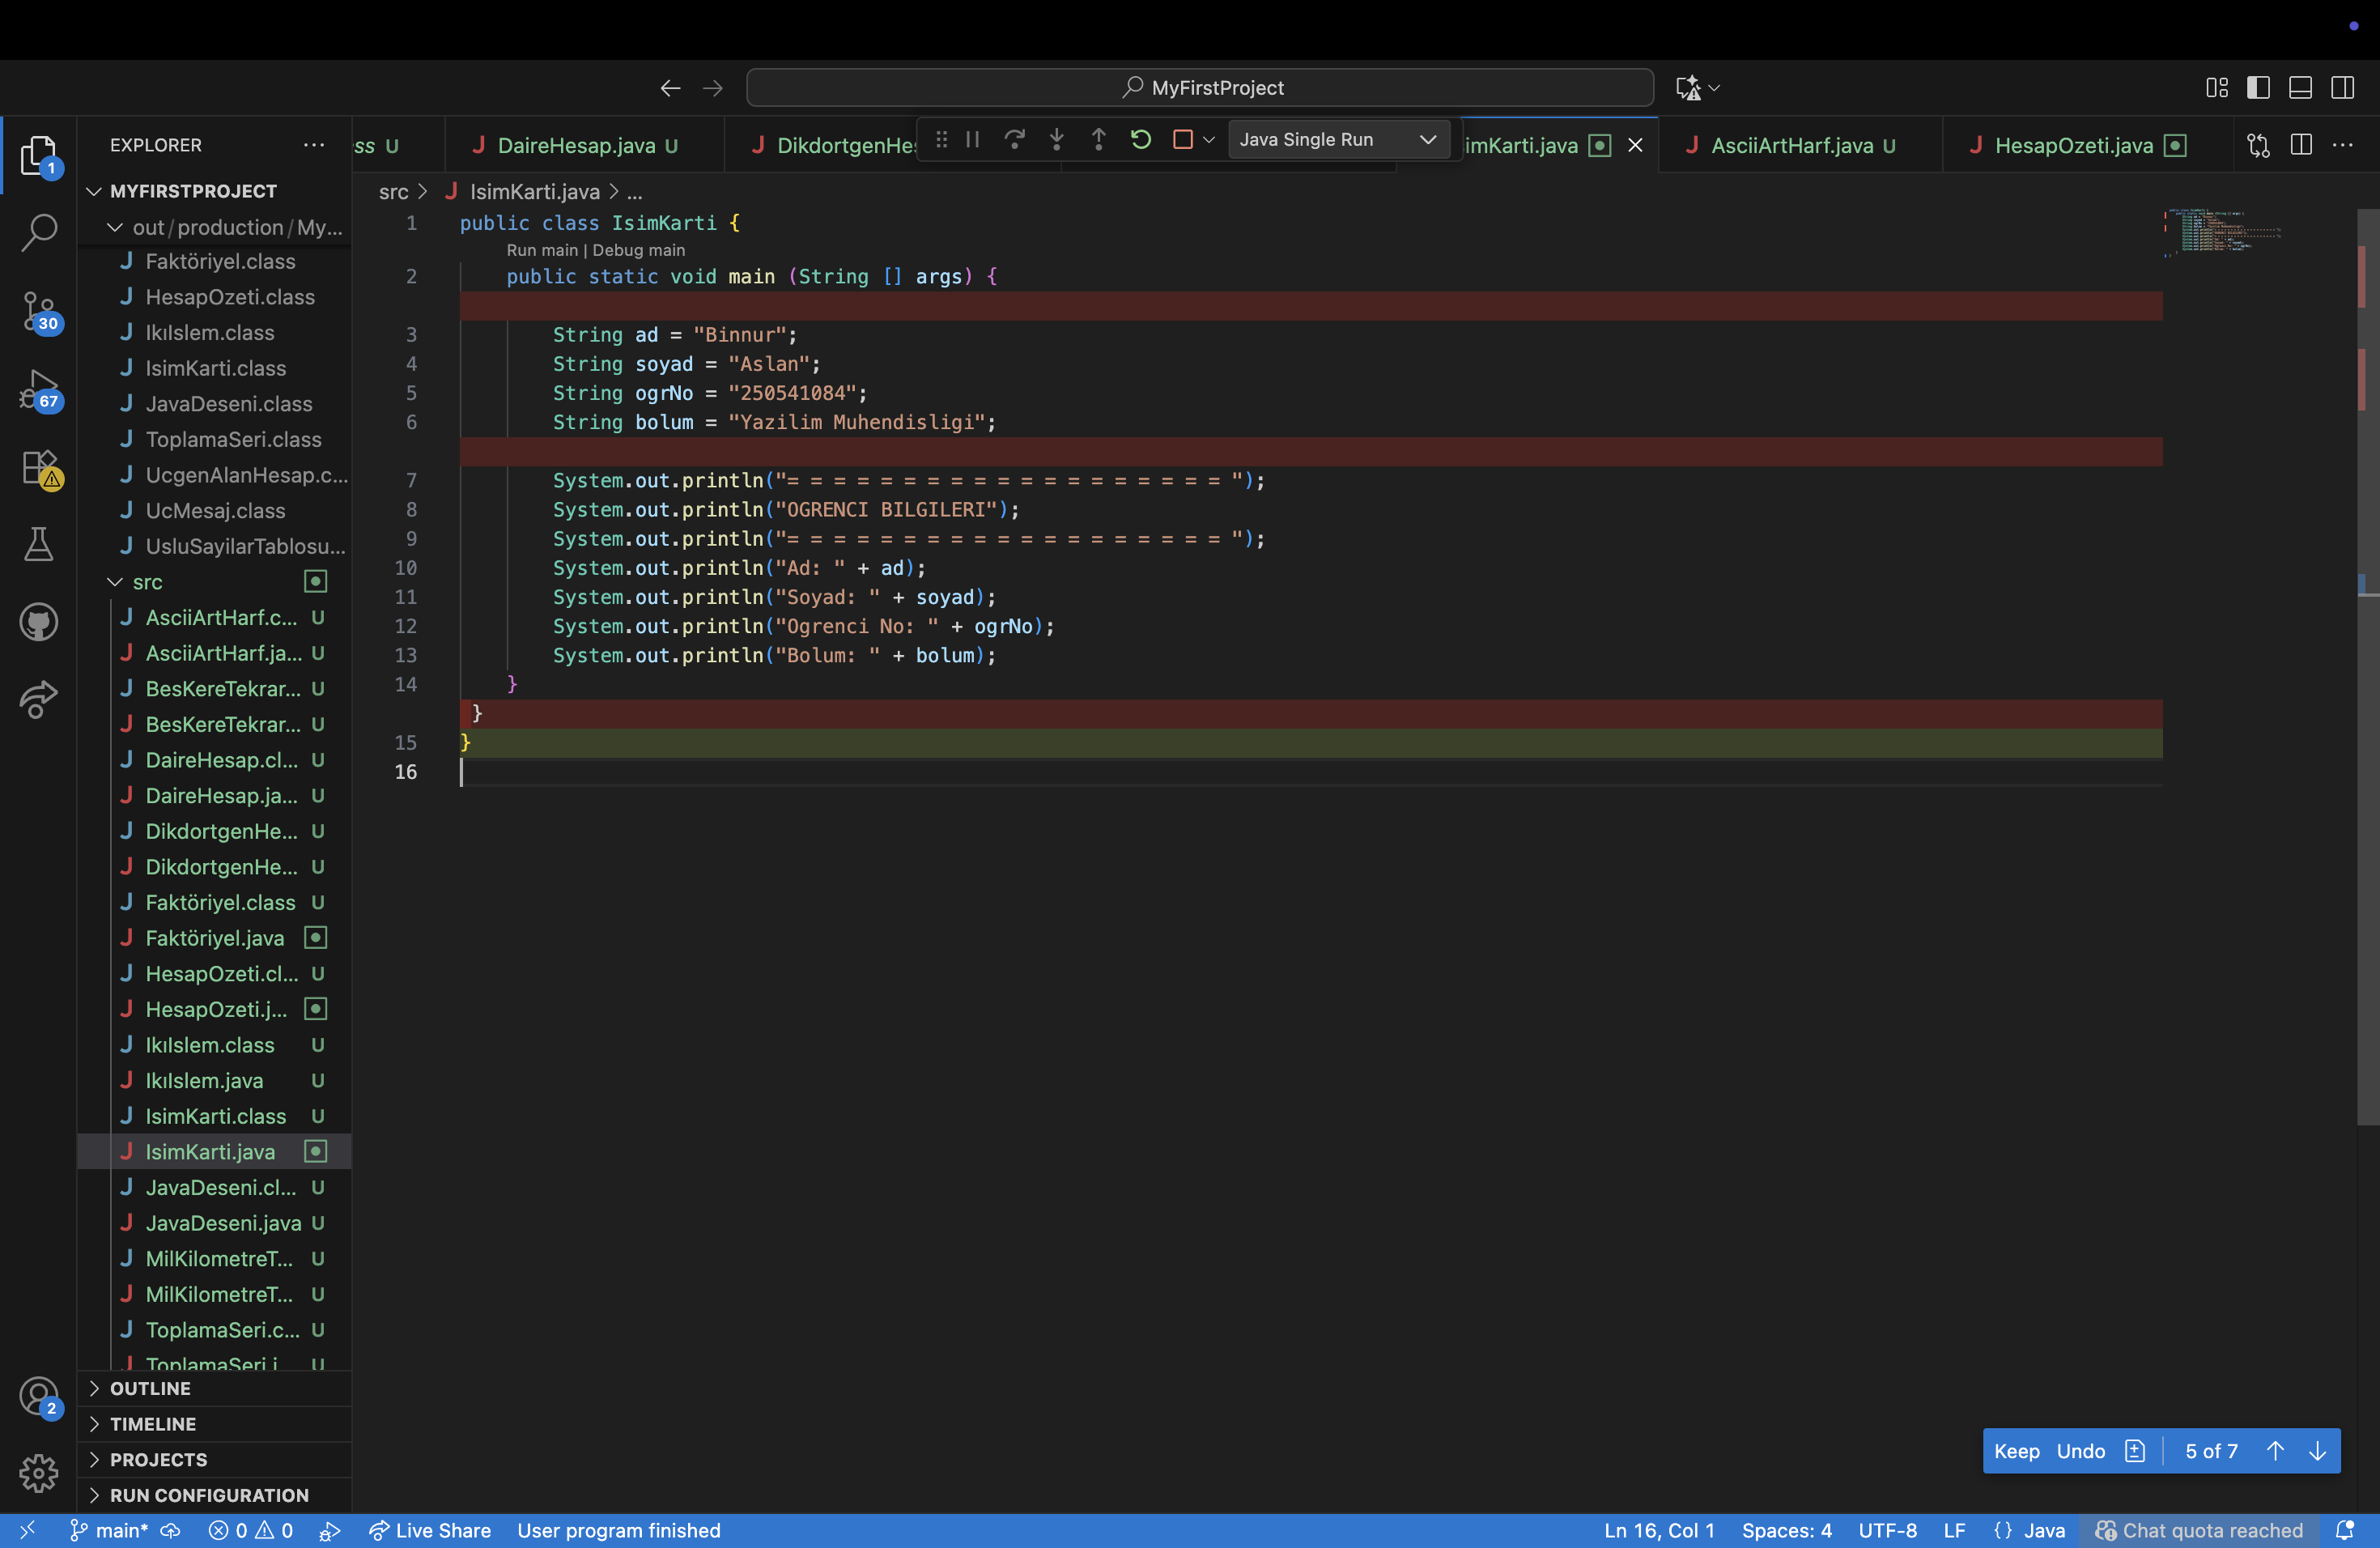 MyFirstProject
EXPLORER
ss U
DaireHesap.java U
DikdortgenHe
Java Single Run
imKarti.java
AsciiArtHarf.java U
HesapOzeti.java
MYFIRSTPROJECT
out/production/My...
Faktöriyel.class
HesapOzeti.class
IkıIslem.class
IsimKarti.class
JavaDeseni.class
ToplamaSeri.class
UcgenAlanHesap.c...
UcMesaj.class
UsluSayilarTablosu...
src
AsciiArtHarf.c... U
AsciiArtHarf.ja... U
BesKereTekrar... U
BesKereTekrar... U
DaireHesap.cl... U
DaireHesap.ja... U
DikdortgenHe... U
DikdortgenHe... U
Faktöriyel.class U
Faktöriyel.java
HesapOzeti.cl... U
HesapOzeti.j...
IkıIslem.class U
IkıIslem.java U
IsimKarti.class U
IsimKarti.java
JavaDeseni.cl... U
JavaDeseni.java U
MilKilometreT... U
MilKilometreT... U
ToplamaSeri.c... U
ToplamaSeri.j... U
OUTLINE
TIMELINE
PROJECTS
RUN CONFIGURATION
1
30
67
2
src > IsimKarti.java > ...
1 public class IsimKarti {
Run main | Debug main
2 public static void main (String [] args) {
3 String ad = "Binnur";
4 String soyad = "Aslan";
5 String ogrNo = "250541084";
6 String bolum = "Yazilim Muhendisligi";
7 System.out.println("= = = = = = = = = = = = = = = = = = = ");
8 System.out.println("OGRENCI BILGILERI");
9 System.out.println("= = = = = = = = = = = = = = = = = = = ");
10 System.out.println("Ad: " + ad);
11 System.out.println("Soyad: " + soyad);
12 System.out.println("Ogrenci No: " + ogrNo);
13 System.out.println("Bolum: " + bolum);
14 }
}
15 }
16
Keep Undo 5 of 7
main* 0 0 Live Share User program finished
Ln 16, Col 1 Spaces: 4 UTF-8 LF {} Java Chat quota reached